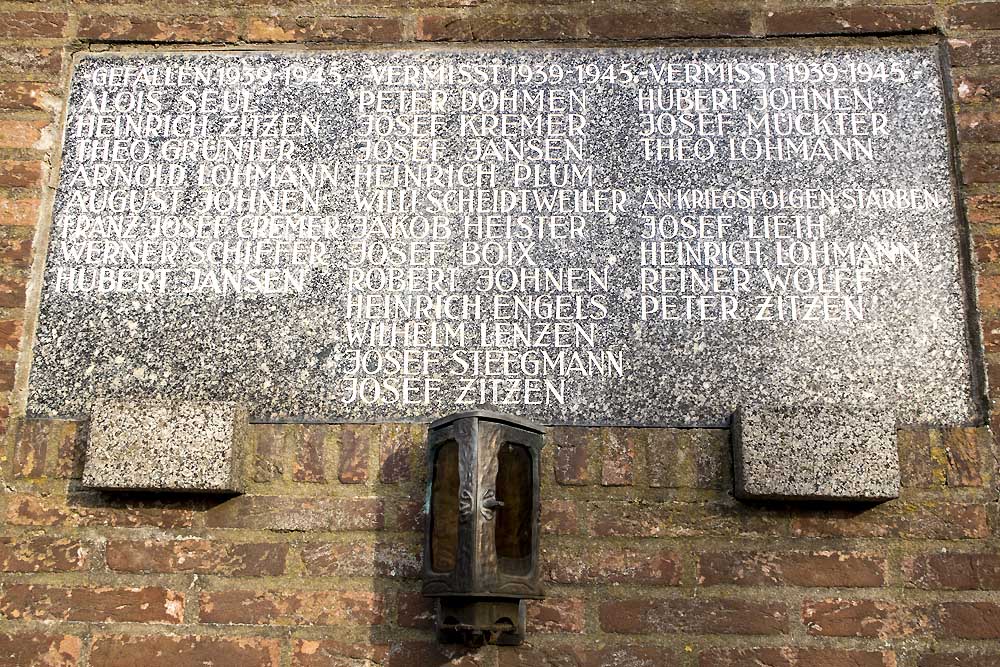 GEFALLEN 1939-1945
ALOIS SEUL
HEINRICH ZITZEN
THEO GRUNTER
ARNOLD LOHMANN
AUGUST JOHNEN
FRANZ JOSEF CREMER
WERNER SCHIFFER
HUBERT JANSEN
VERMISST 1939-1945
PETER DOHMEN
JOSEF KREMER
JOSEF JANSEN
HEINRICH PLUM
WILLI SCHEIDTWEILER
JAKOB HEISTER
JOSEF BOIX
ROBERT JOHNEN
HEINRICH ENGELS
WILHELM LENZEN
JOSEF STEEGMANN
JOSEF ZITZEN
VERMISST 1939-1945
HUBERT JOHNEN
JOSEF MÜCKTER
THEO LOHMANN
AN KRIEGSFOLGEN STARBEN
JOSEF LIETH
HEINRICH LOHMANN
REINER WOLFF
PETER ZITZEN